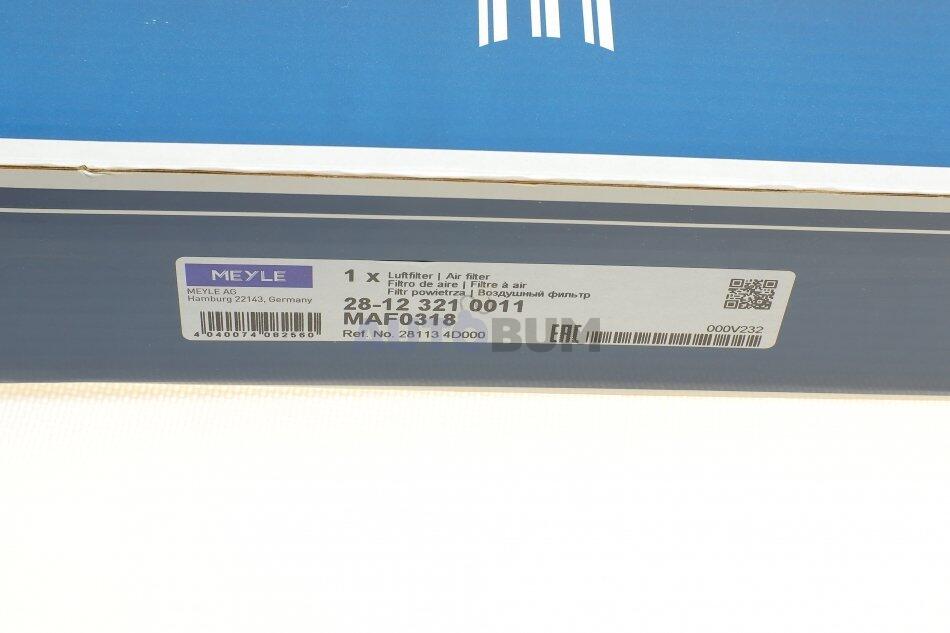 MEYLE
MEYLE AG
Hamburg 22143, Germany
4 040074 082560
1 x Luftfilter | Air filter
Filtro de aire | Filtre à air
Filtr powietrza | Воздушный фильтр
28-12 321 0011
MAF0318
Ref. No. 28113 4D000
EAC
000V232
AUTOBUM